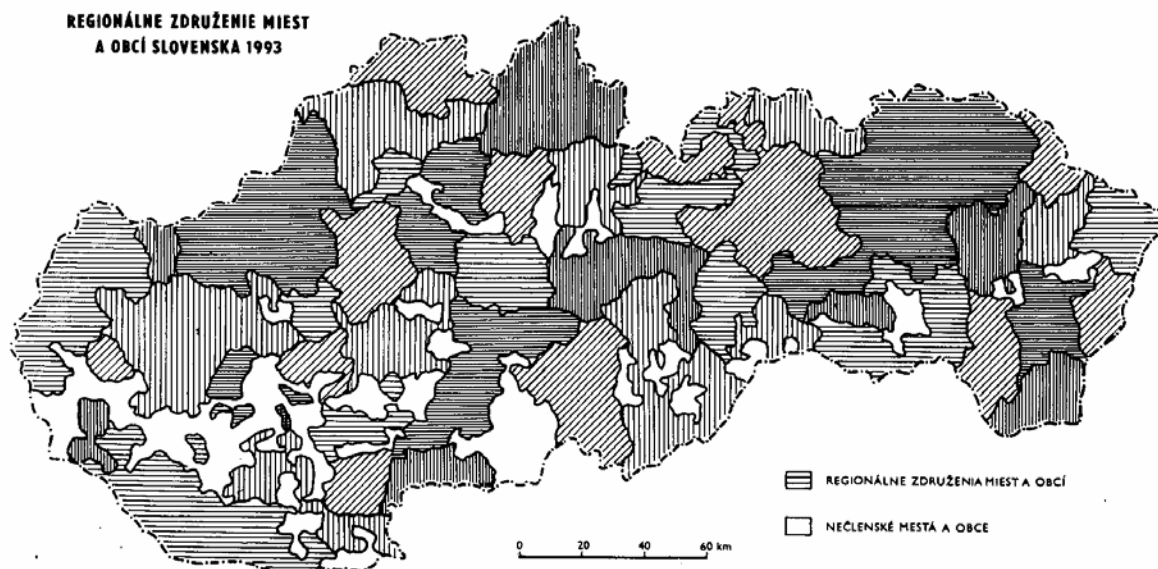 REGIONÁLNE ZDRUŽENIE MIEST
A OBCÍ SLOVENSKA 1993
REGIONÁLNE ZDRUŽENIA MIEST A OBCÍ
NEČLENSKÉ MESTÁ A OBCE
0 20 40 60 km